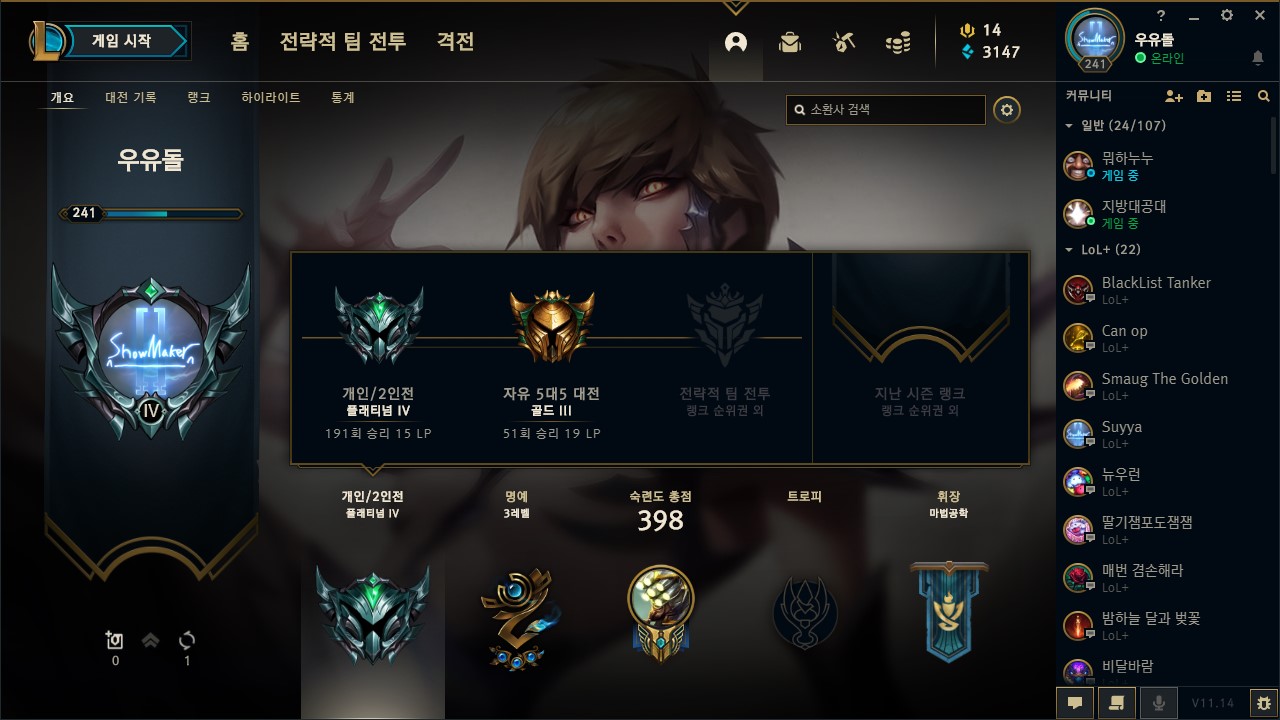 게임 시작
홈
전략적 팀 전투
격전
14
3147
?
우유돌
온라인
241
개요
대전 기록
랭크
하이라이트
통계
소환사 검색
우유돌
241
ShowMaker
IV
0
1
개인/2인전
플래티넘 IV
191회 승리 15 LP
자유 5대5 대전
골드 III
51회 승리 19 LP
전략적 팀 전투
랭크 순위권 외
지난 시즌 랭크
랭크 순위권 외
개인/2인전
플래티넘 IV
명예
3레벨
숙련도 총점
398
트로피
휘장
마법공학
커뮤니티
일반 (24/107)
뭐하누누
게임 중
지방대공대
게임 중
LoL+ (22)
BlackList Tanker
LoL+
Can op
LoL+
Smaug The Golden
LoL+
Suyya
LoL+
뉴우런
LoL+
딸기잼포도잼잼
LoL+
매번 겸손해라
LoL+
밤하늘 달과 벚꽃
LoL+
비달바람
LoL+
V11.14